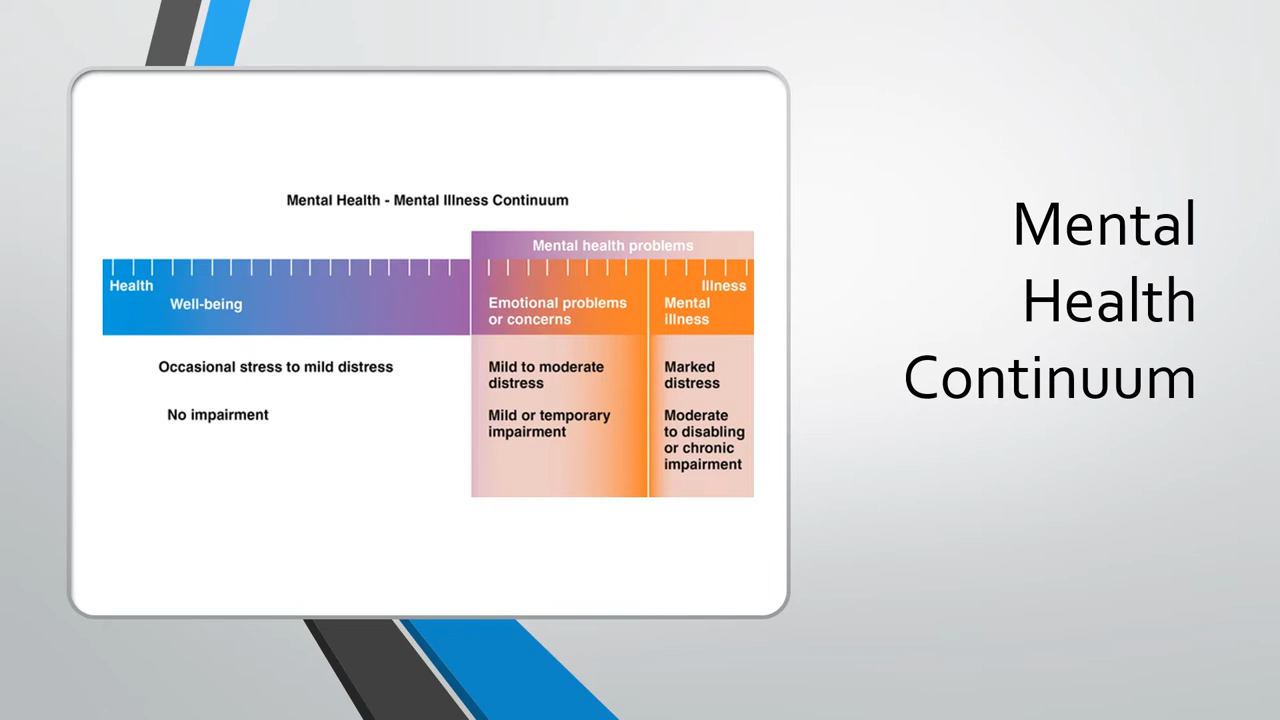 Mental Health - Mental Illness Continuum
Mental health problems
Health
Well-being
Emotional problems
or concerns
Illness
Mental
illness
Occasional stress to mild distress
No impairment
Mild to moderate
distress
Mild or temporary
impairment
Marked
distress
Moderate
to disabling
or chronic
impairment
Mental
Health
Continuum